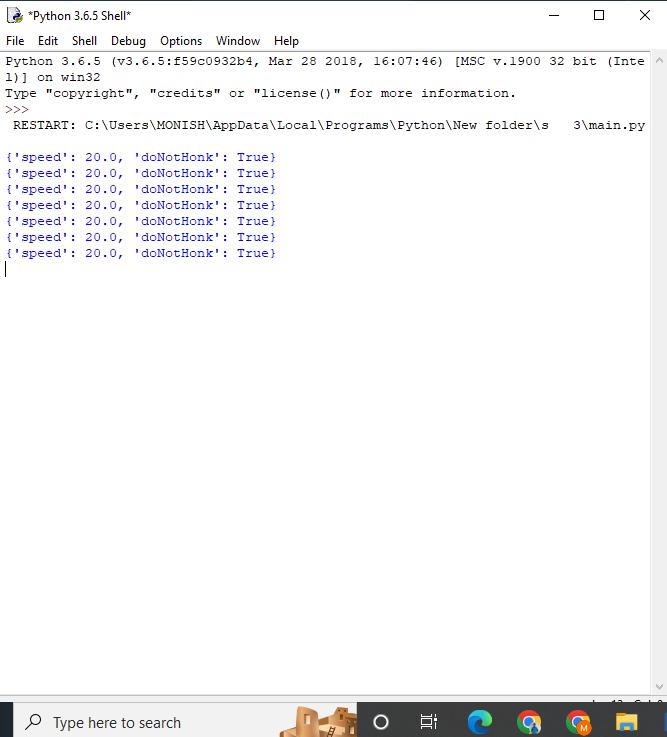 *Python 3.6.5 Shell*
File Edit Shell Debug Options Window Help
Python 3.6.5 (v3.6.5:f59c0932b4, Mar 28 2018, 16:07:46) [MSC v.1900 32 bit (Inte
l)] on win32
Type "copyright", "credits" or "license()" for more information.
>>>
 RESTART: C:\Users\MONISH\AppData\Local\Programs\Python\New folder\s   3\main.py
{'speed': 20.0, 'doNotHonk': True}
{'speed': 20.0, 'doNotHonk': True}
{'speed': 20.0, 'doNotHonk': True}
{'speed': 20.0, 'doNotHonk': True}
{'speed': 20.0, 'doNotHonk': True}
{'speed': 20.0, 'doNotHonk': True}
{'speed': 20.0, 'doNotHonk': True}
Type here to search
M